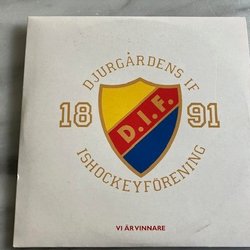 DJURGÅRDENS IF
18 91
D.I.F.
ISHOCKEYFÖRENING
VI ÄR VINNARE